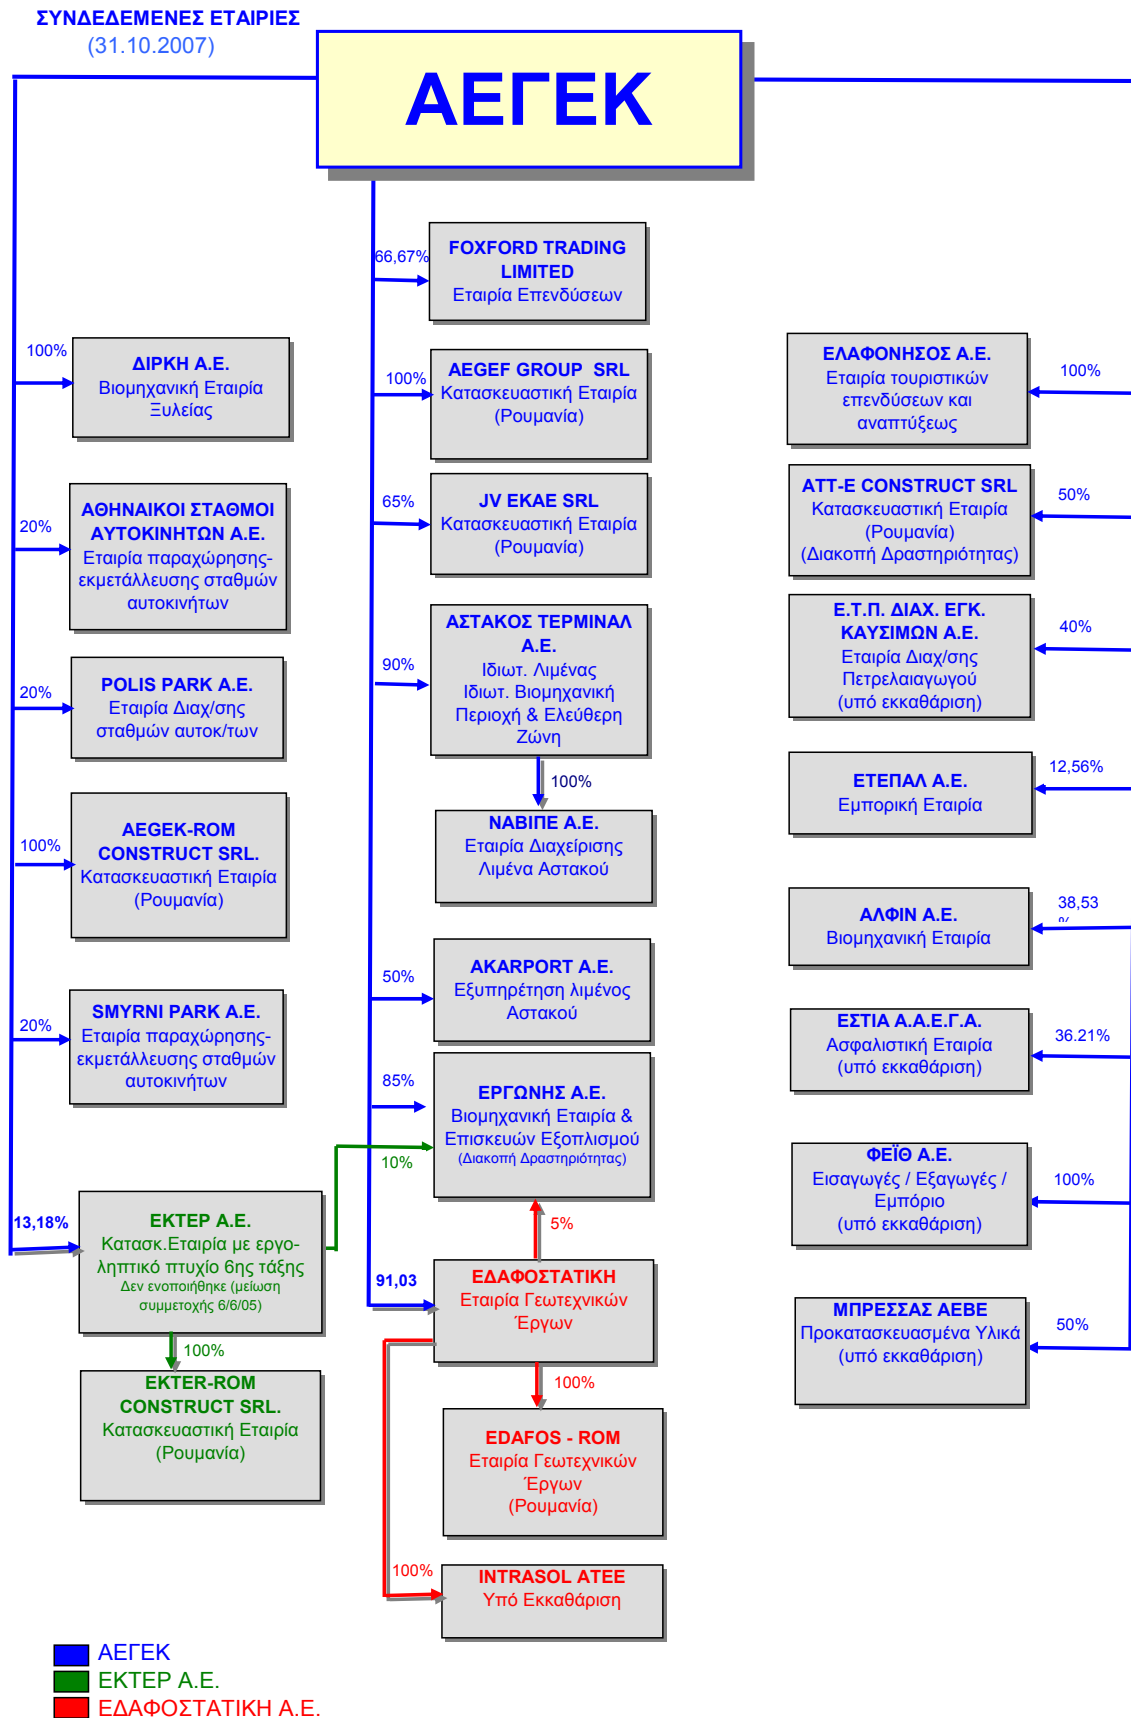 ΣΥΝΔΕΔΕΜΕΝΕΣ ΕΤΑΙΡΙΕΣ
(31.10.2007)
ΑΕΓΕΚ
100%
ΔΙΡΚΗ Α.Ε.
Βιομηχανική Εταιρία
Ξυλείας
20%
ΑΘΗΝΑΙΚΟΙ ΣΤΑΘΜΟΙ
ΑΥΤΟΚΙΝΗΤΩΝ Α.Ε.
Εταιρία παραχώρησης-
εκμετάλλευσης σταθμών
αυτοκινήτων
20%
POLIS PARK Α.Ε.
Εταιρία Διαχ/σης
σταθμών αυτοκ/των
100%
AEGEK-ROM
CONSTRUCT SRL.
Κατασκευαστική Εταιρία
(Ρουμανία)
20%
SMYRNI PARK Α.Ε.
Εταιρία παραχώρησης-
εκμετάλλευσης σταθμών
αυτοκινήτων
13,18%
ΕΚΤΕΡ Α.Ε.
Κατασκ.Εταιρία με εργο-
ληπτικό πτυχίο 6ης τάξης
Δεν ενοποιήθηκε (μείωση
συμμετοχής 6/6/05)
100%
EKTER-ROM
CONSTRUCT SRL.
Κατασκευαστική Εταιρία
(Ρουμανία)
66,67%
FOXFORD TRADING
LIMITED
Εταιρία Επενδύσεων
100%
AEGEF GROUP SRL
Κατασκευαστική Εταιρία
(Ρουμανία)
65%
JV EKAE SRL
Κατασκευαστική Εταιρία
(Ρουμανία)
90%
ΑΣΤΑΚΟΣ ΤΕΡΜΙΝΑΛ
Α.Ε.
Ιδιωτ. Λιμένας
Ιδιωτ. Βιομηχανική
Περιοχή & Ελεύθερη
Ζώνη
100%
ΝΑΒΙΠΕ Α.Ε.
Εταιρία Διαχείρισης
Λιμένα Αστακού
50%
AKARPORT Α.Ε.
Εξυπηρέτηση λιμένος
Αστακού
85%
10%
ΕΡΓΩΝΗΣ Α.Ε.
Βιομηχανική Εταιρία &
Επισκευών Εξοπλισμού
(Διακοπή Δραστηριότητας)
5%
91,03
ΕΔΑΦΟΣΤΑΤΙΚΗ
Εταιρία Γεωτεχνικών
Έργων
100%
EDAFOS - ROM
Εταιρία Γεωτεχνικών
Έργων
(Ρουμανία)
100%
INTRASOL ATEE
Υπό Εκκαθάριση
ΕΛΑΦΟΝΗΣΟΣ Α.Ε.
Εταιρία τουριστικών
επενδύσεων και
αναπτύξεως
100%
ATT-E CONSTRUCT SRL
Κατασκευαστική Εταιρία
(Ρουμανία)
(Διακοπή Δραστηριότητας)
50%
Ε.Τ.Π. ΔΙΑΧ. ΕΓΚ.
ΚΑΥΣΙΜΩΝ Α.Ε.
Εταιρία Διαχ/σης
Πετρελαιαγωγού
(υπό εκκαθάριση)
40%
ΕΤΕΠΑΛ Α.Ε.
Εμπορική Εταιρία
12,56%
ΑΛΦΙΝ Α.Ε.
Βιομηχανική Εταιρία
38,53
%
ΕΣΤΙΑ Α.Α.Ε.Γ.Α.
Ασφαλιστική Εταιρία
(υπό εκκαθάριση)
36.21%
ΦΕΪΘ Α.Ε.
Εισαγωγές / Εξαγωγές /
Εμπόριο
(υπό εκκαθάριση)
100%
ΜΠΡΕΣΣΑΣ ΑΕΒΕ
Προκατασκευασμένα Υλικά
(υπό εκκαθάριση)
50%
ΑΕΓΕΚ
ΕΚΤΕΡ Α.Ε.
ΕΔΑΦΟΣΤΑΤΙΚΗ Α.Ε.